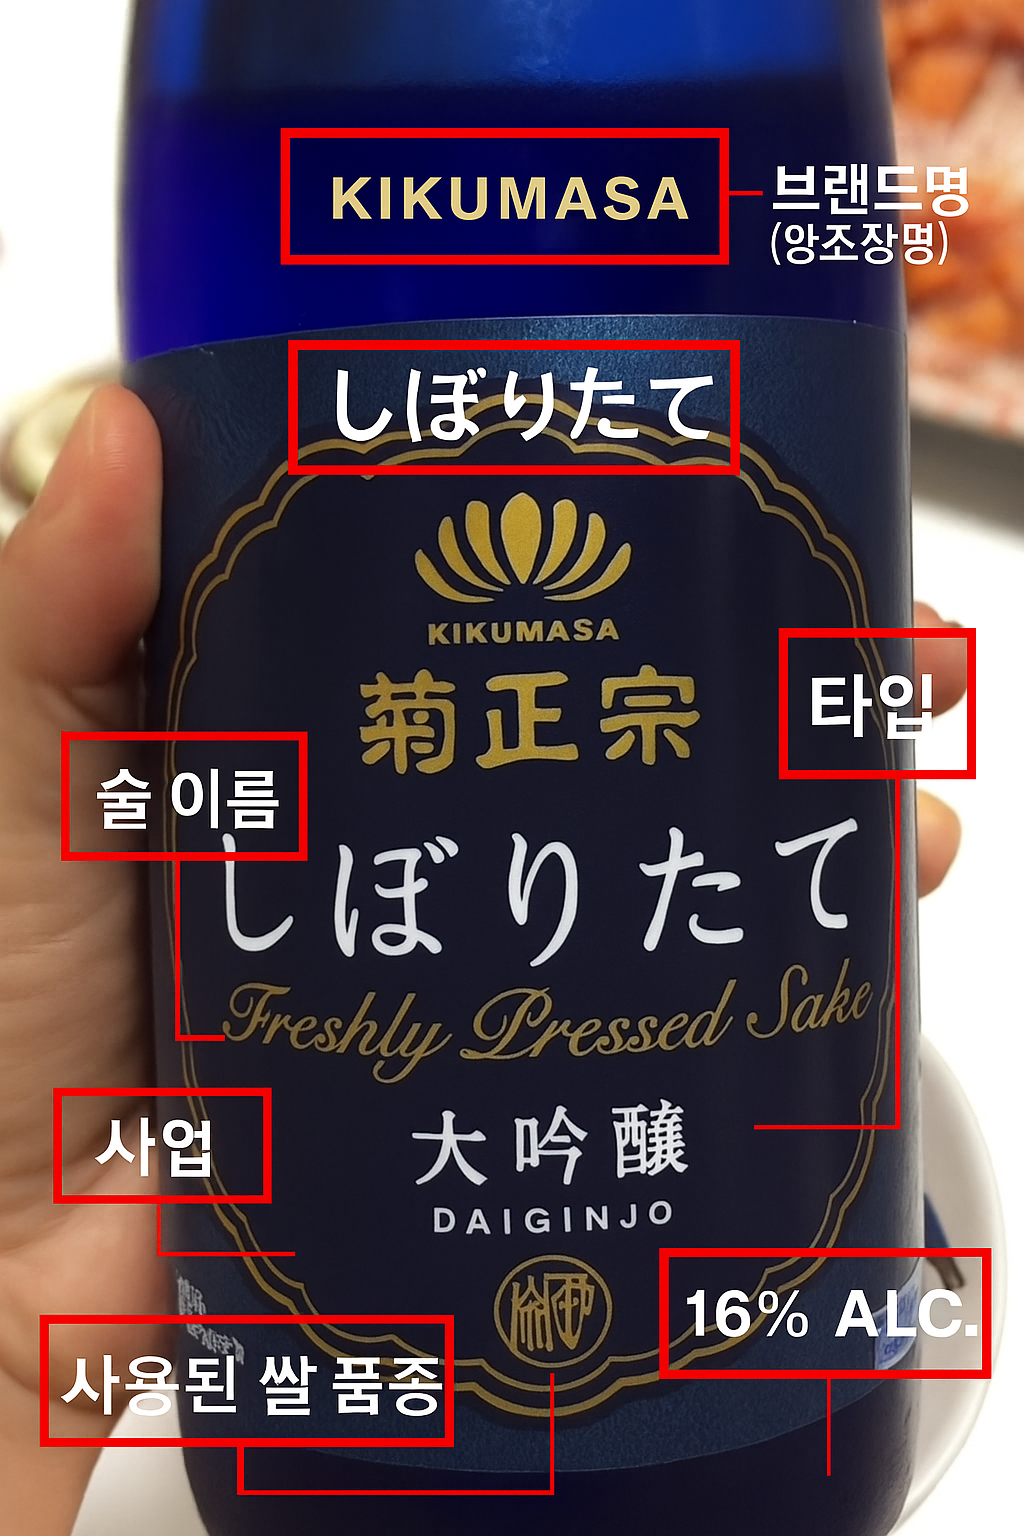 KIKUMASA
브랜드명
(앙조장명)
しぼりたて
KIKUMASA
菊正宗
타입
술 이름
しぼりたて
Freshly Pressed Sake
사업
大吟醸
DAIGINJO
16% ALC.
사용된 쌀 품종